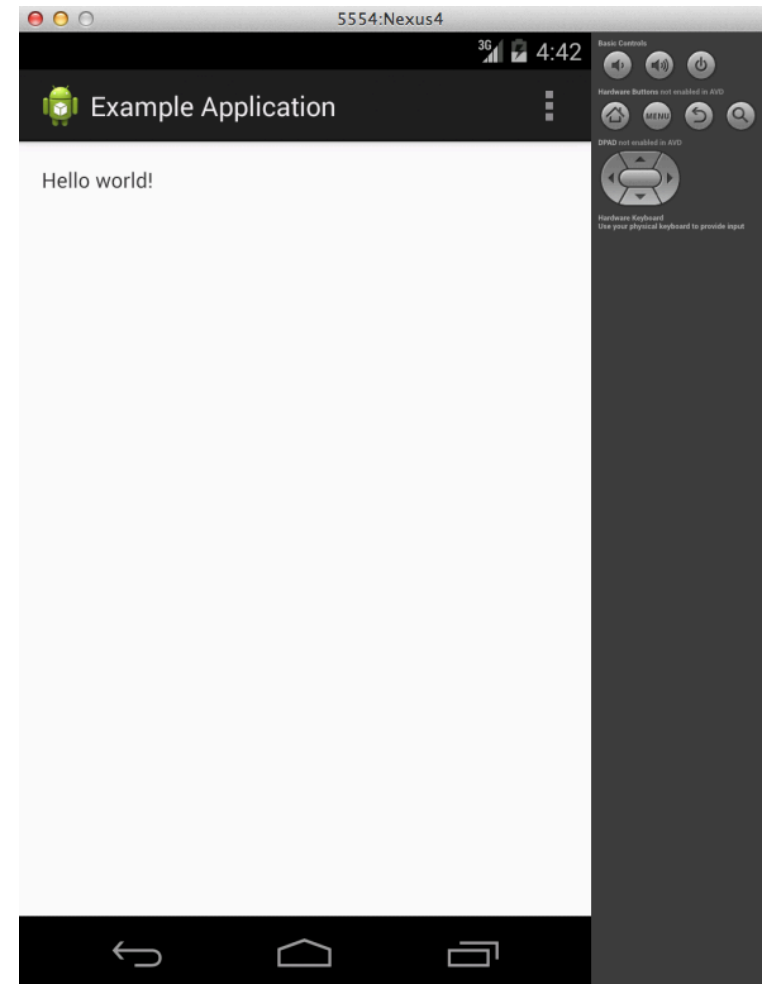 5554:Nexus4
3G 4:42
Example Application
Hello world!
Basic Controls
Hardware Buttons not enabled in AVD
MENU
DPAD not enabled in AVD
Hardware Keyboard
Use your physical keyboard to provide input